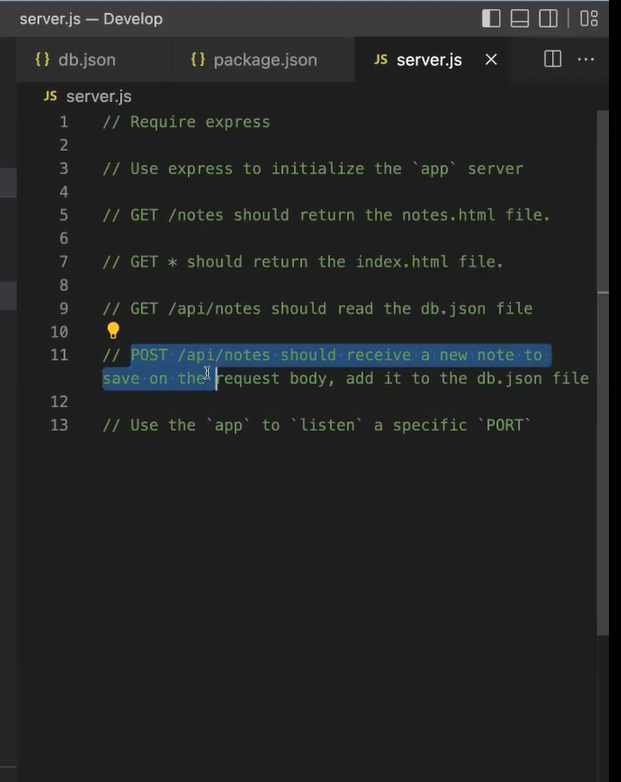 server.js — Develop
{} db.json
{} package.json
JS server.js
JS server.js
1 // Require express
2
3 // Use express to initialize the `app` server
4
5 // GET /notes should return the notes.html file.
6
7 // GET * should return the index.html file.
8
9 // GET /api/notes should read the db.json file
10
11 // POST /api/notes should receive a new note to
save on the request body, add it to the db.json file
12
13 // Use the `app` to `listen` a specific `PORT`